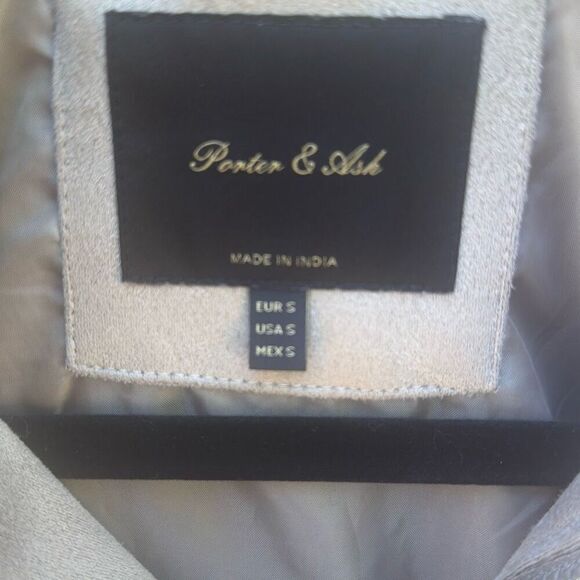 Porter & Ash
MADE IN INDIA
EUR S
USA S
MEX S